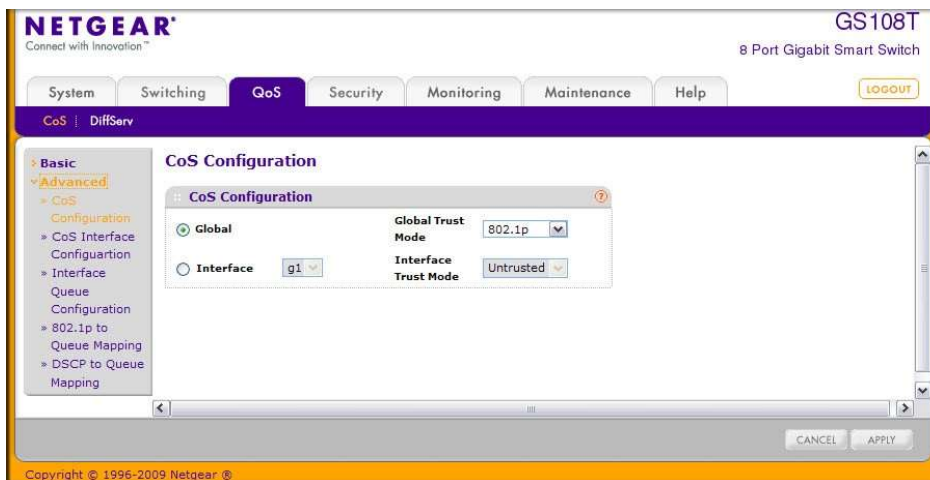 NETGEAR®
Connect with Innovation™
GS108T
8 Port Gigabit Smart Switch
System Switching QoS Security Monitoring Maintenance Help LOGOUT
CoS DiffServ
Basic
Advanced
» CoS
Configuration
» CoS Interface
Configuartion
» Interface
Queue
Configuration
» 802.1p to
Queue Mapping
» DSCP to Queue
Mapping
CoS Configuration
CoS Configuration ?
Global
Global Trust
Mode
802.1p
Interface g1
Interface
Trust Mode
Untrusted
CANCEL APPLY
Copyright © 1996-2009 Netgear ®